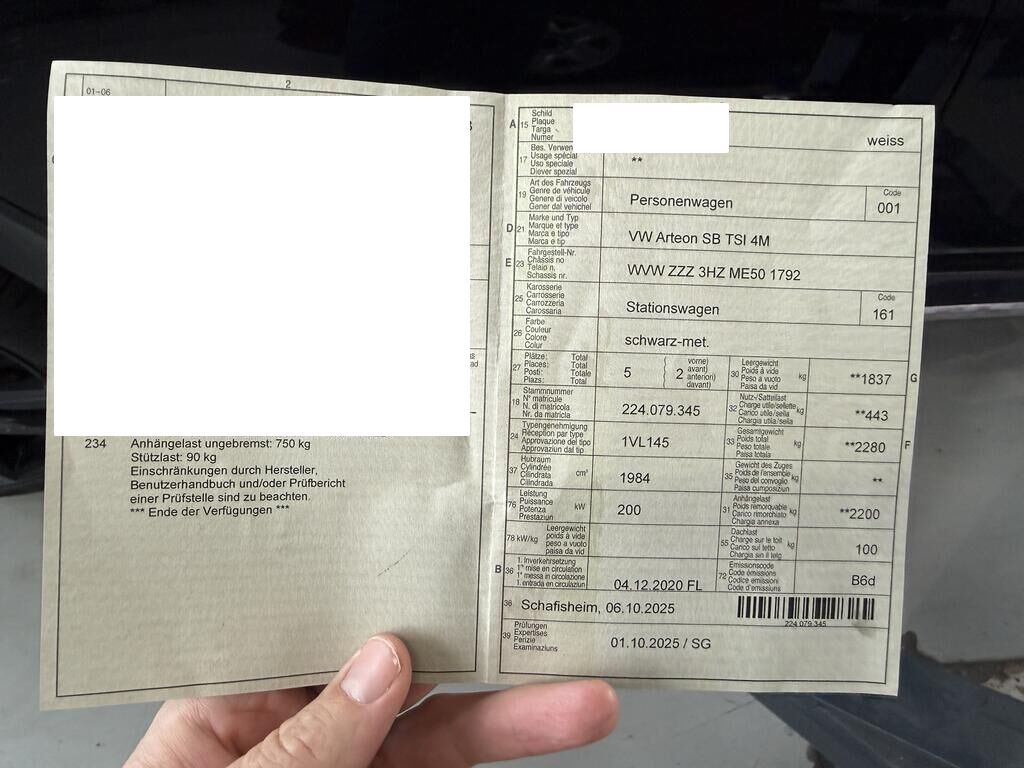 01-06
2
234 Anhängelast ungebremst: 750 kg
Stützlast: 90 kg
Einschränkungen durch Hersteller,
Benutzerhandbuch und/oder Prüfbericht
einer Prüfstelle sind zu beachten.
*** Ende der Verfügungen ***
A 15 Schild
Plaque
Targa
Numer
weiss
17 Bes. Verwen
Usage spécial
Uso speciale
Diever spezial
**
19 Art des Fahrzeugs
Genre de véhicule
Genere di veicolo
Gener dal vehichel
Personenwagen
Code
001
D 21 Marke und Typ
Marque et type
Marca e tipo
Marca e tip
VW Arteon SB TSI 4M
E 23 Fahrgestell-Nr.
Châssis no
Telaio n.
Schassis nr.
WVW ZZZ 3HZ ME50 1792
25 Karosserie
Carrosserie
Carrozzeria
Carossaria
Stationswagen
Code
161
26 Farbe
Couleur
Colore
Colur
schwarz-met.
27 Plätze: Total
Places: Total
Posti: Totale
Plazs: Total
5
2
vorne)
avant)
anteriori)
davant)
30 Leergewicht
Poids à vide
Peso a vuoto
Paisa da vid
kg
**1837
G
18 Stammnummer
N° matricule
N. di matricola
Nr. da matricla
224.079.345
32 Nutz-/Sattellast
Charge utile/sellette
Carico utile/sella
Chargia utila/sella
kg
**443
24 Typengenehmigung
Réception par type
Approvazione del tipo
Approvaziun dal tip
1VL145
33 Gesamtgewicht
Poids total
Peso totale
Paisa totala
kg
**2280
F
37 Hubraum
Cylindrée
Cilindrata
Cilindrada
cm³
1984
35 Gewicht des Zuges
Poids de l'ensemble
Peso del convoglio
Paisa cumposiziun
kg
**
76 Leistung
Puissance
Potenza
Prestaziun
kW
200
31 Anhängelast
Poids remorquable
Carico rimorchiato
Chargia annexa
kg
**2200
78 kW/kg Leergewicht
poids à vide
peso a vuoto
paisa da vid
55 Dachlast
Charge sur le toit
Carico sul tetto
Chargia sin il tetg
kg
100
B 36 1. Inverkehrsetzung
1re mise en circulation
1a messa in circolazione
1. entrada en circulaziun
04.12.2020 FL
72 Emissionscode
Code émissions
Codice emissioni
Code d'emissiuns
B6d
38 Schafisheim, 06.10.2025
224 079 345
39 Prüfungen
Expertises
Perizie
Examinaziuns
01.10.2025 / SG